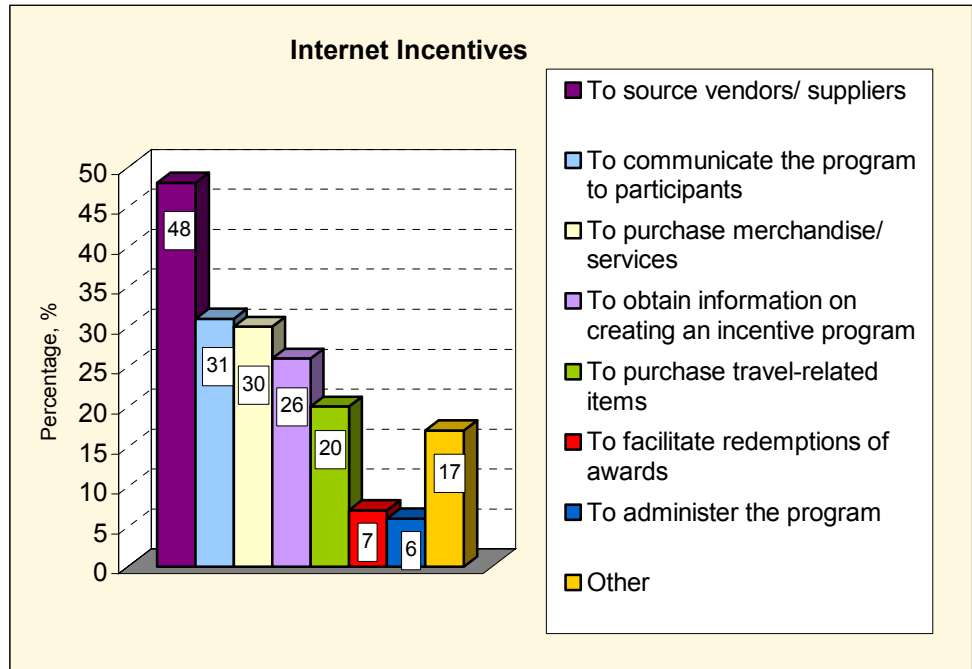 Internet Incentives
Percentage, %
50
45
40
35
30
25
20
15
10
5
0
48
31
30
26
20
7
6
17
To source vendors/ suppliers
To communicate the program
to participants
To purchase merchandise/
services
To obtain information on
creating an incentive program
To purchase travel-related
items
To facilitate redemptions of
awards
To administer the program
Other